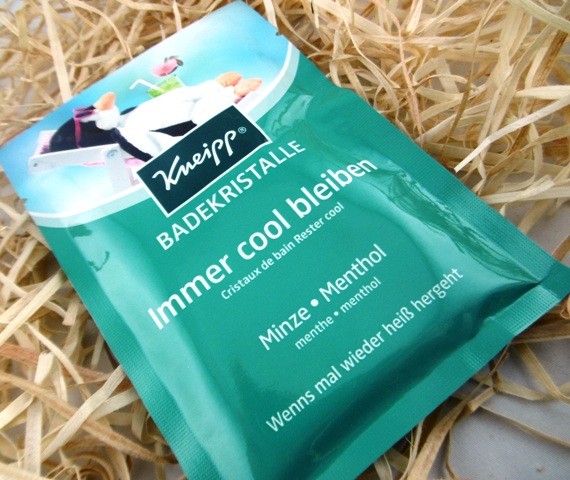 Kneipp®
BADEKRISTALLE
Immer cool bleiben
Cristaux de bain Rester cool
Minze • Menthol
menthe • menthol
Wenns mal wieder heiß hergeht